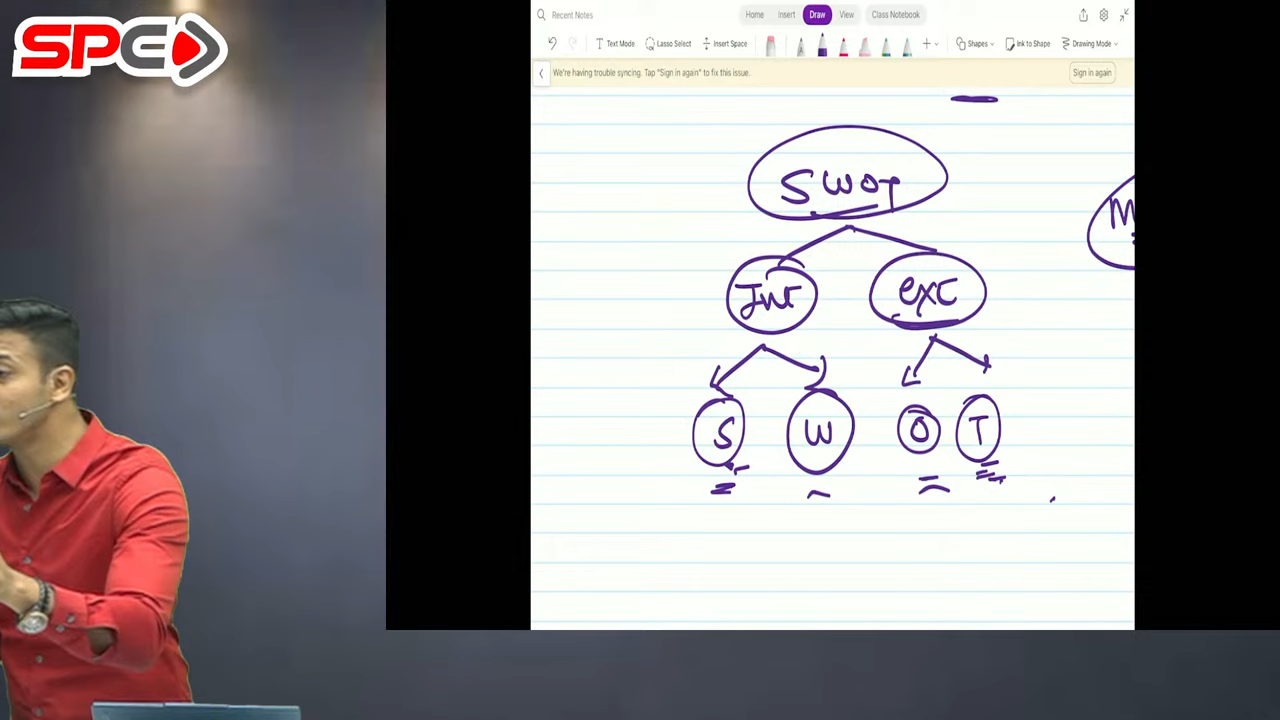 SPE
Recent Notes
Home Insert Draw View Class Notebook
Text Mode Lasso Select Insert Space Shapes Ink to Shape Drawing Mode
We're having trouble syncing. Tap "Sign in again" to fix this issue. Sign in again
SWOT
M
Int ext
S W O T